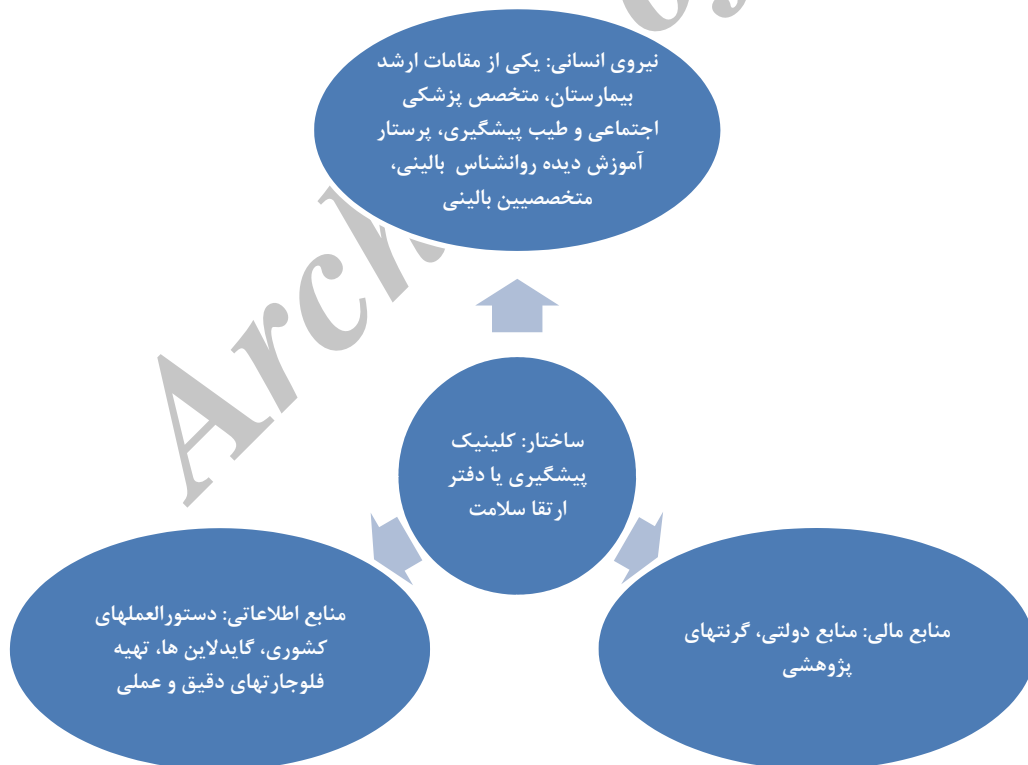 نیروی انسانی: یکی از مقامات ارشد
بیمارستان، متخصص پزشکی
اجتماعی و طیب پیشگیری، پرستار
آموزش دیده روانشناس بالینی،
متخصصیین بالینی
ساختار: کلینیک
پیشگیری یا دفتر
ارتقا سلامت
منابع مالی: منابع دولتی، گرنتهای
پژوهشی
منابع اطلاعاتی: دستورالعملهای
کشوری، گایدلاین ها، تهیه
فلوجارتهای دقیق و عملی